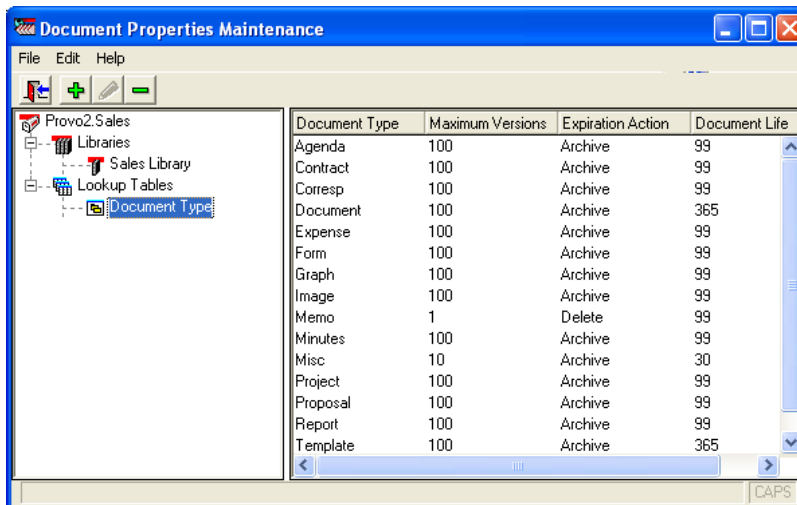 Document Properties Maintenance
File Edit Help
Provo2.Sales
Libraries
Sales Library
Lookup Tables
Document Type
Document Type Maximum Versions Expiration Action Document Life
Agenda 100 Archive 99
Contract 100 Archive 99
Corresp 100 Archive 99
Document 100 Archive 365
Expense 100 Archive 99
Form 100 Archive 99
Graph 100 Archive 99
Image 100 Archive 99
Memo 1 Delete 99
Minutes 100 Archive 99
Misc 10 Archive 30
Project 100 Archive 99
Proposal 100 Archive 99
Report 100 Archive 99
Template 100 Archive 365
CAPS